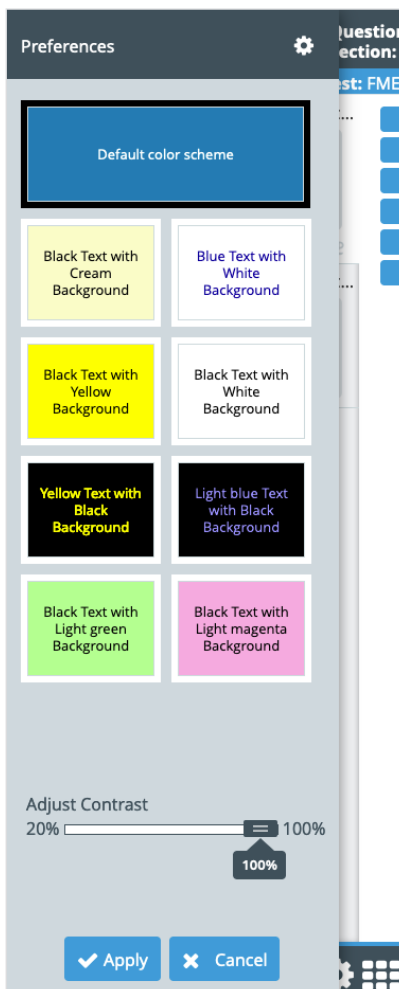 Preferences
Default color scheme
Black Text with
Cream
Background
Blue Text with
White
Background
Black Text with
Yellow
Background
Black Text with
White
Background
Yellow Text with
Black
Background
Light blue Text
with Black
Background
Black Text with
Light green
Background
Black Text with
Light magenta
Background
Adjust Contrast
20%
100%
100%
Apply
Cancel
ection:
FME